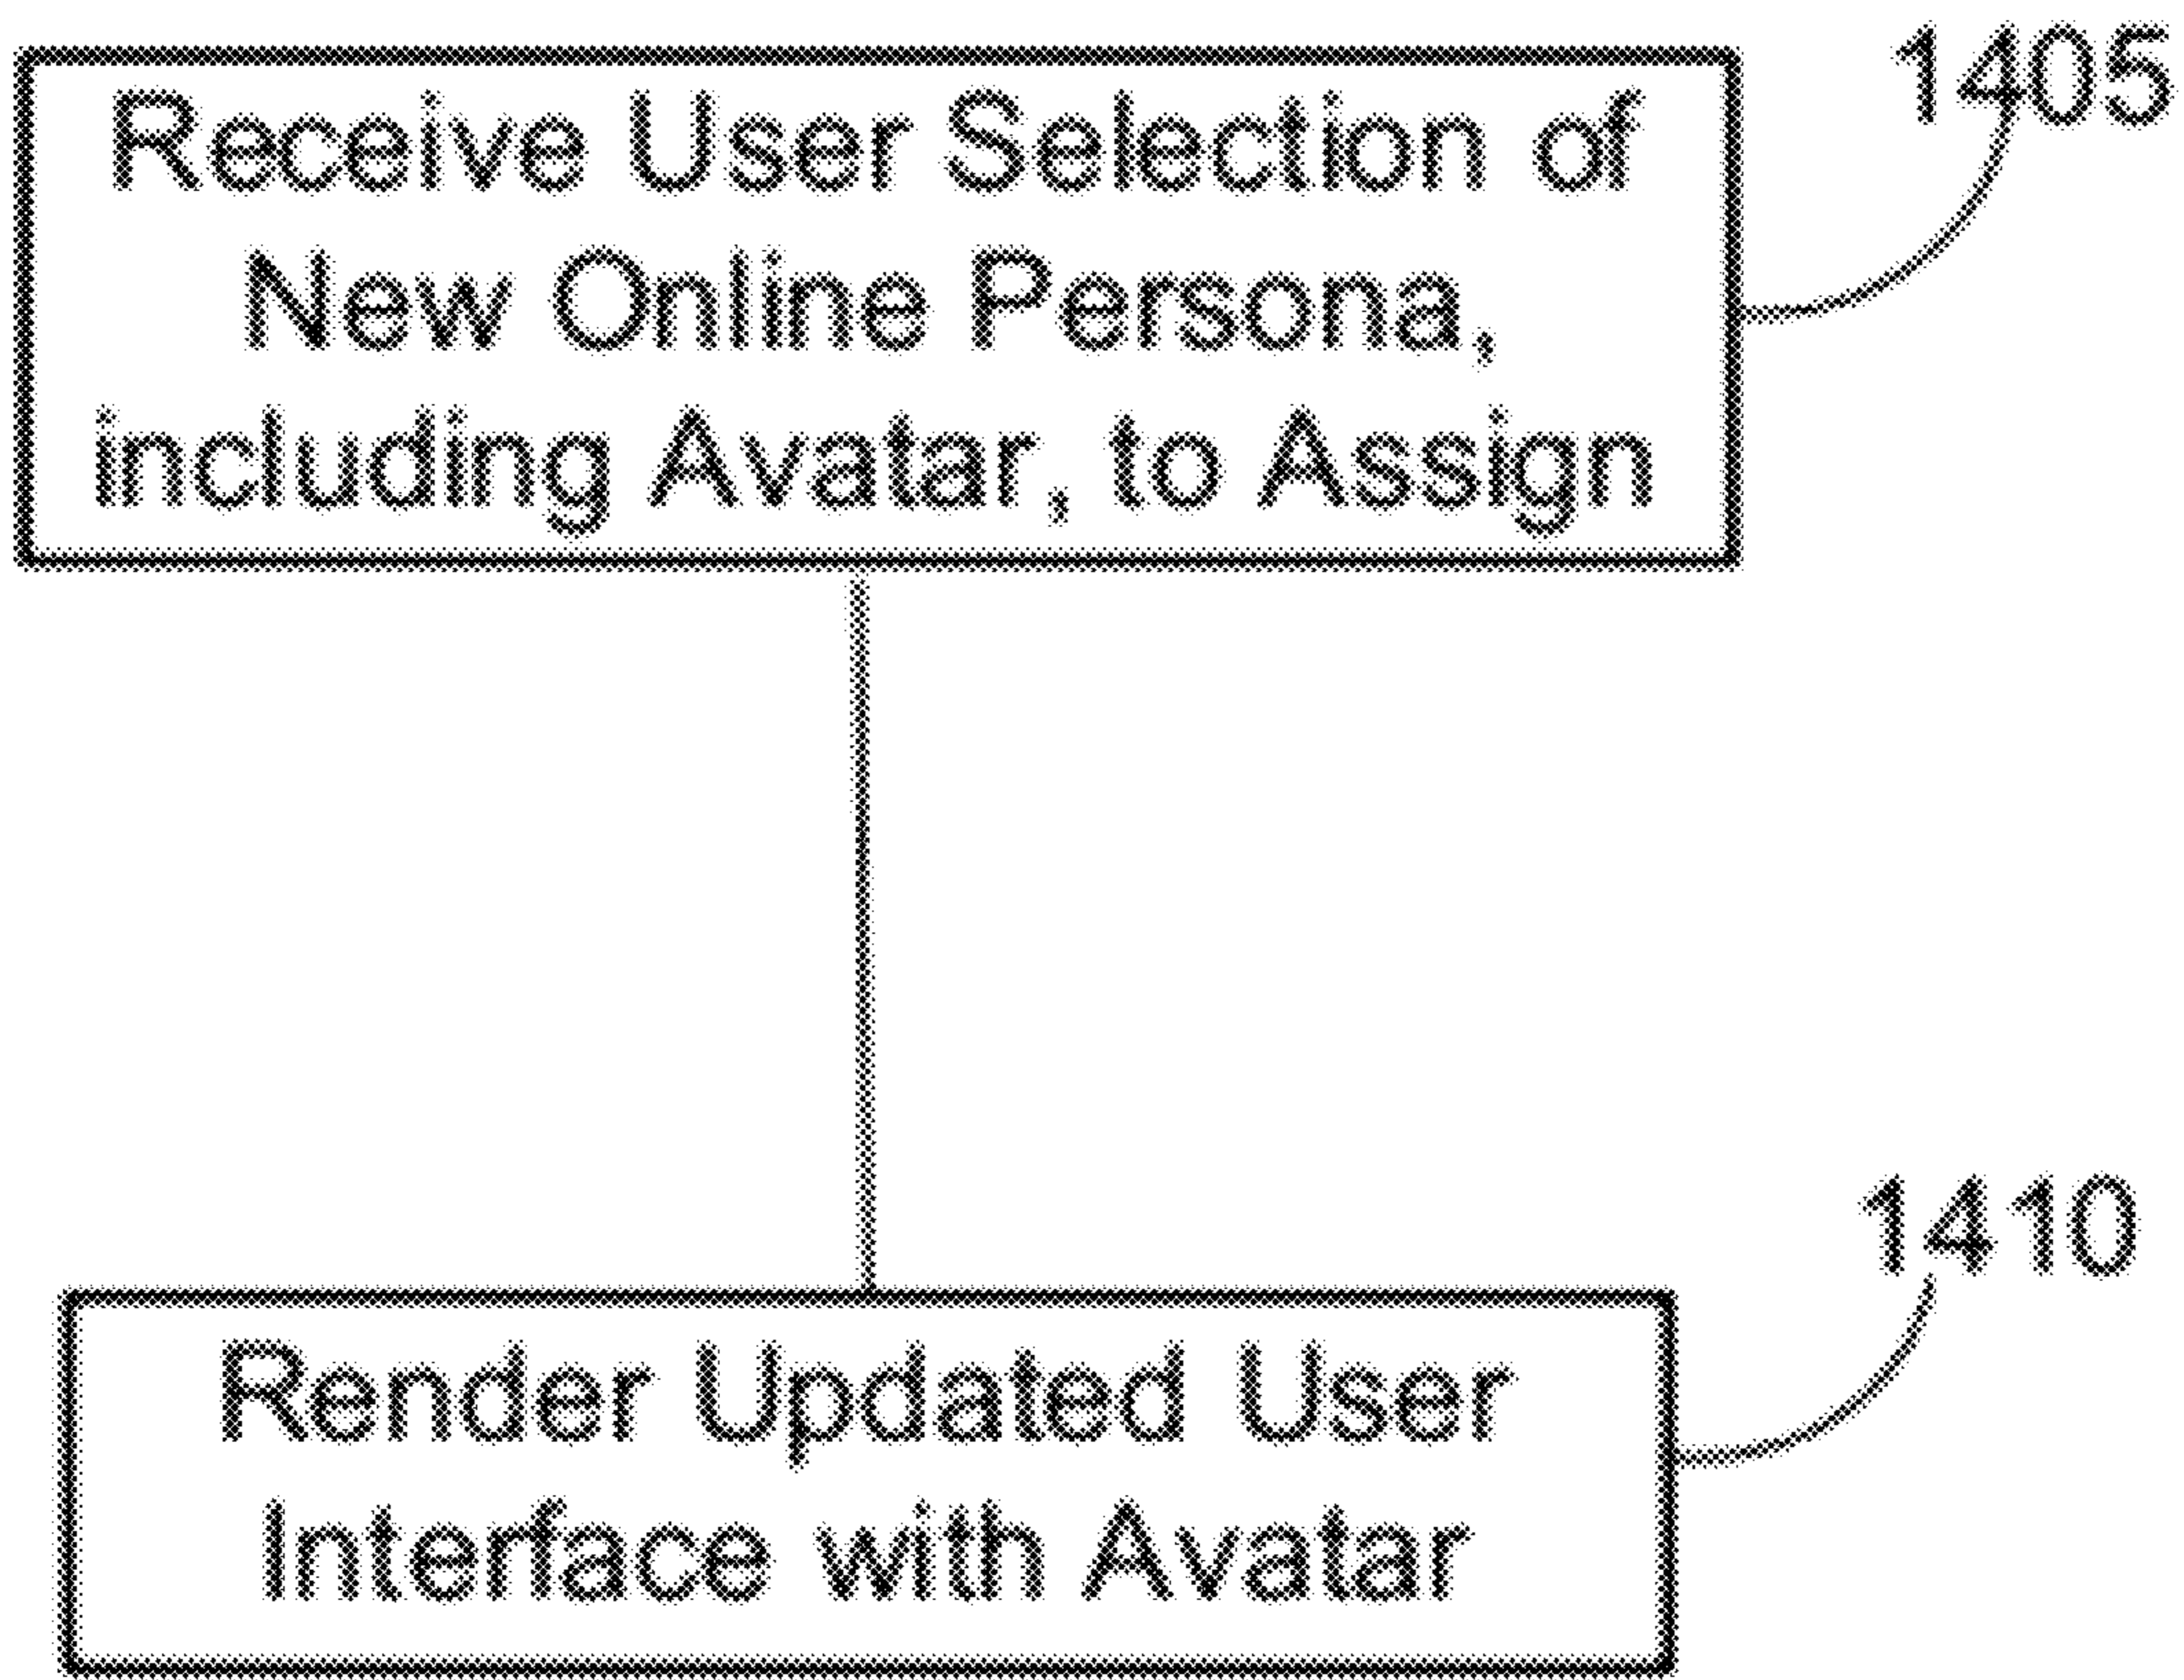 1405
Receive User Selection of
New Online Persona,
including Avatar, to Assign
1410
Render Updated User
Interface with Avatar